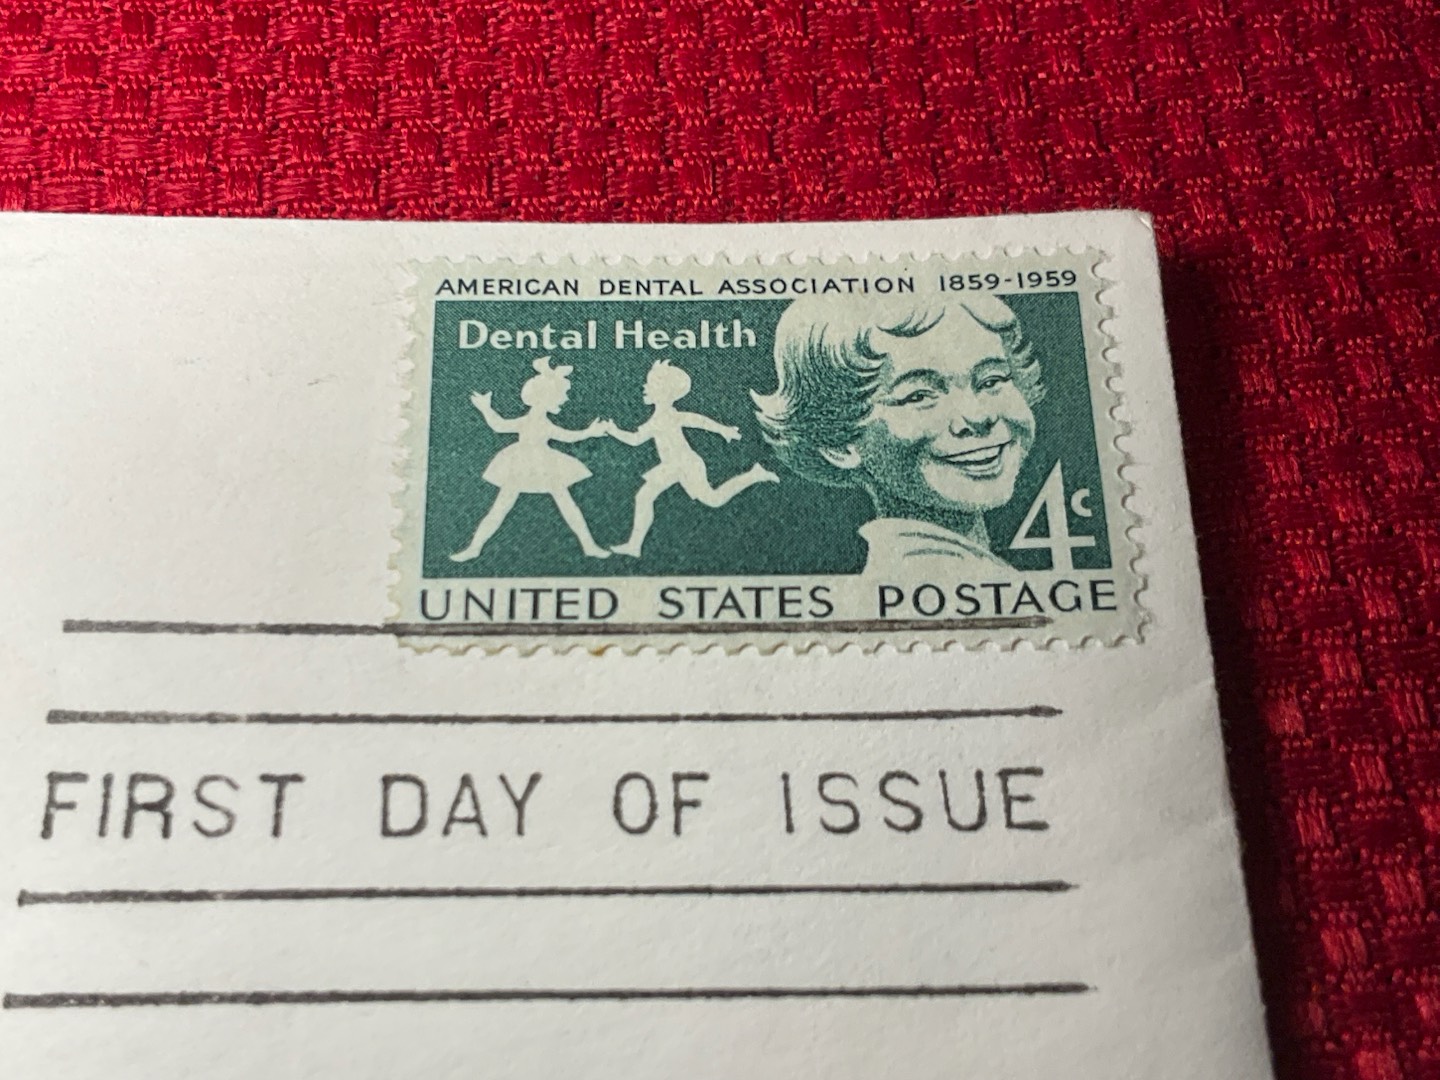 AMERICAN DENTAL ASSOCIATION 1859-1959
Dental Health
4c
UNITED STATES POSTAGE
FIRST DAY OF ISSUE